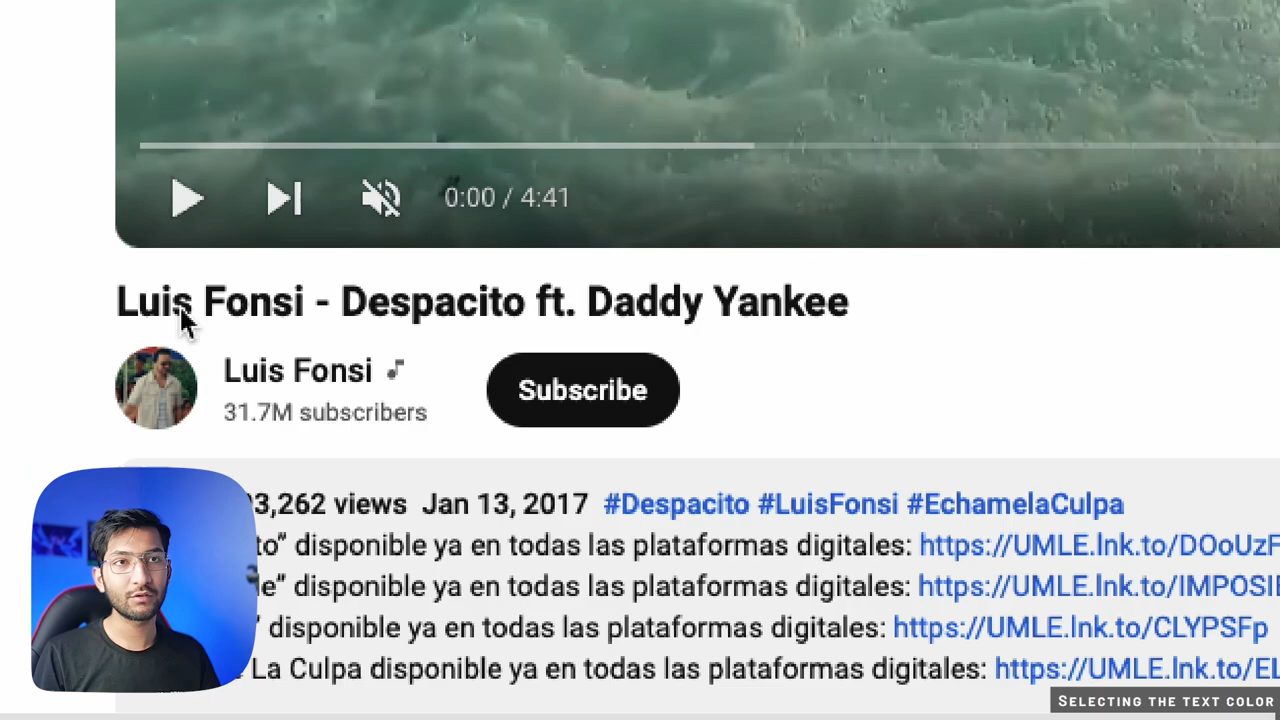 0:00 / 4:41
Luis Fonsi - Despacito ft. Daddy Yankee
Luis Fonsi
31.7M subscribers
Subscribe
3,262 views Jan 13, 2017 #Despacito #LuisFonsi #EchamelaCulpa
to” disponible ya en todas las plataformas digitales: https://UMLE.lnk.to/DOoUzF
le” disponible ya en todas las plataformas digitales: https://UMLE.lnk.to/IMPOSIB
” disponible ya en todas las plataformas digitales: https://UMLE.lnk.to/CLYPSFp
La Culpa disponible ya en todas las plataformas digitales: https://UMLE.lnk.to/EL
Selecting the text color